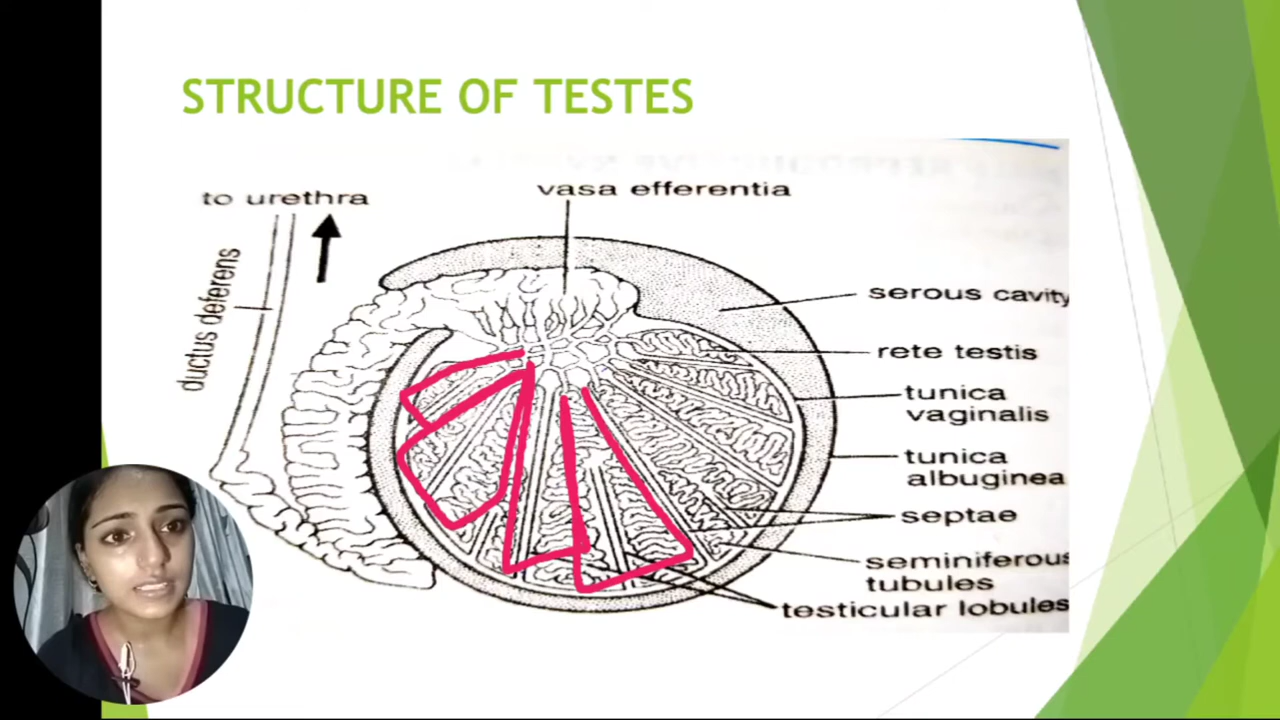 STRUCTURE OF TESTES
to urethra
vasa efferentia
ductus deferens
serous cavity
rete testis
tunica
vaginalis
tunica
albuginea
septae
seminiferous
tubules
testicular lobules